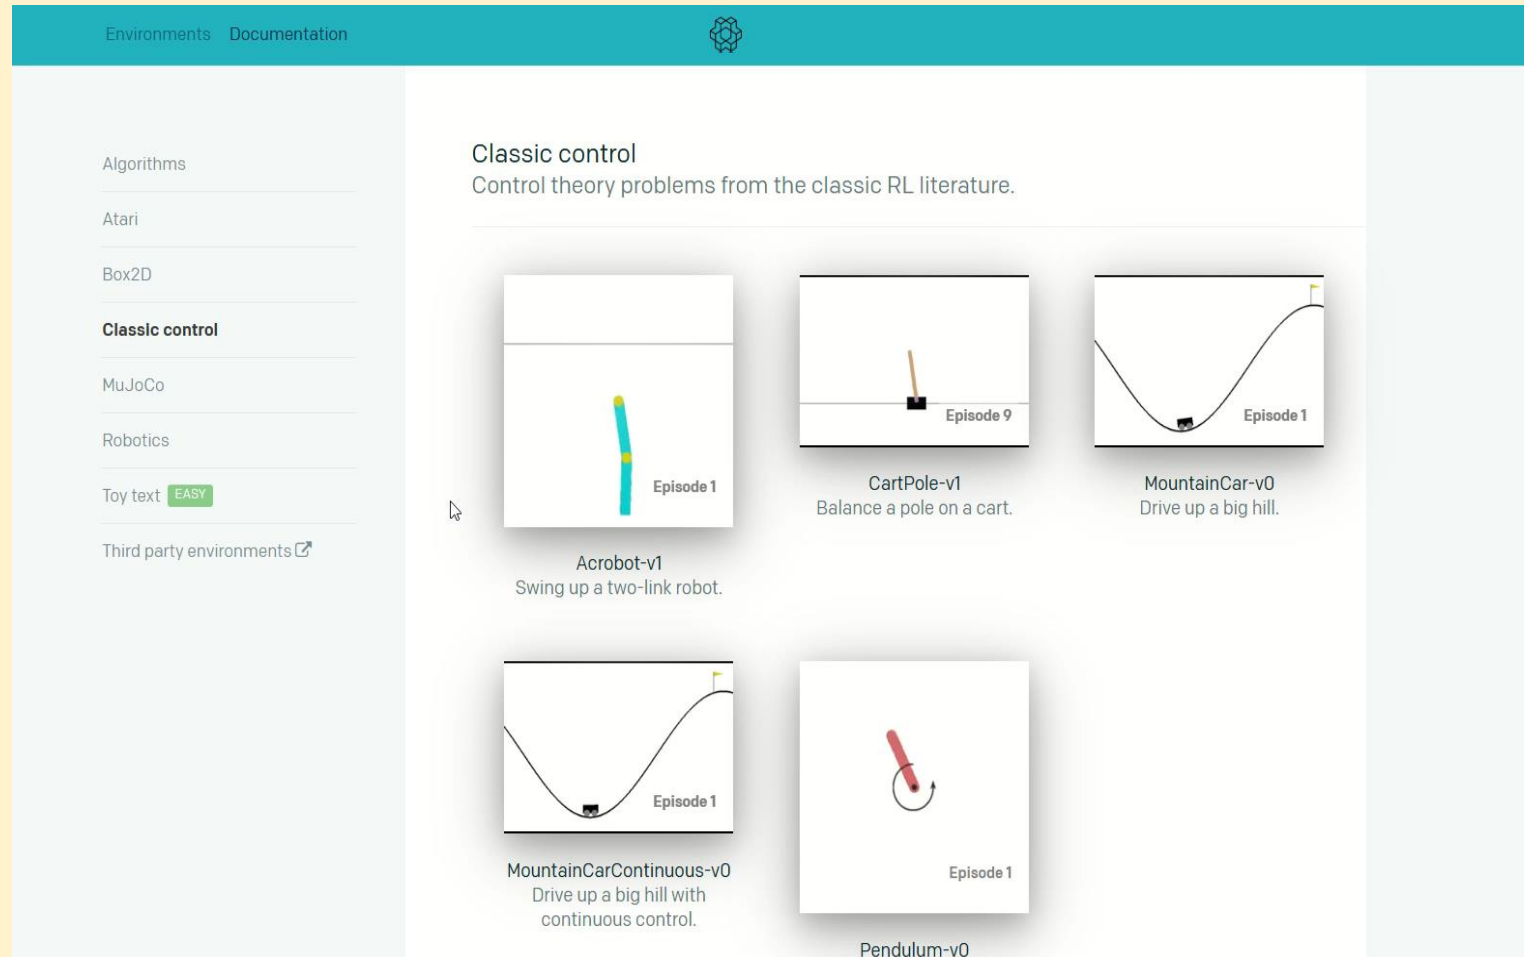 Environments Documentation
Algorithms
Atari
Box2D
Classic control
MuJoCo
Robotics
Toy text EASY
Third party environments
Classic control
Control theory problems from the classic RL literature.
Episode 1
Acrobot-v1
Swing up a two-link robot.
Episode 9
CartPole-v1
Balance a pole on a cart.
Episode 1
MountainCar-v0
Drive up a big hill.
Episode 1
MountainCarContinuous-v0
Drive up a big hill with
continuous control.
Episode 1
Pendulum-v0